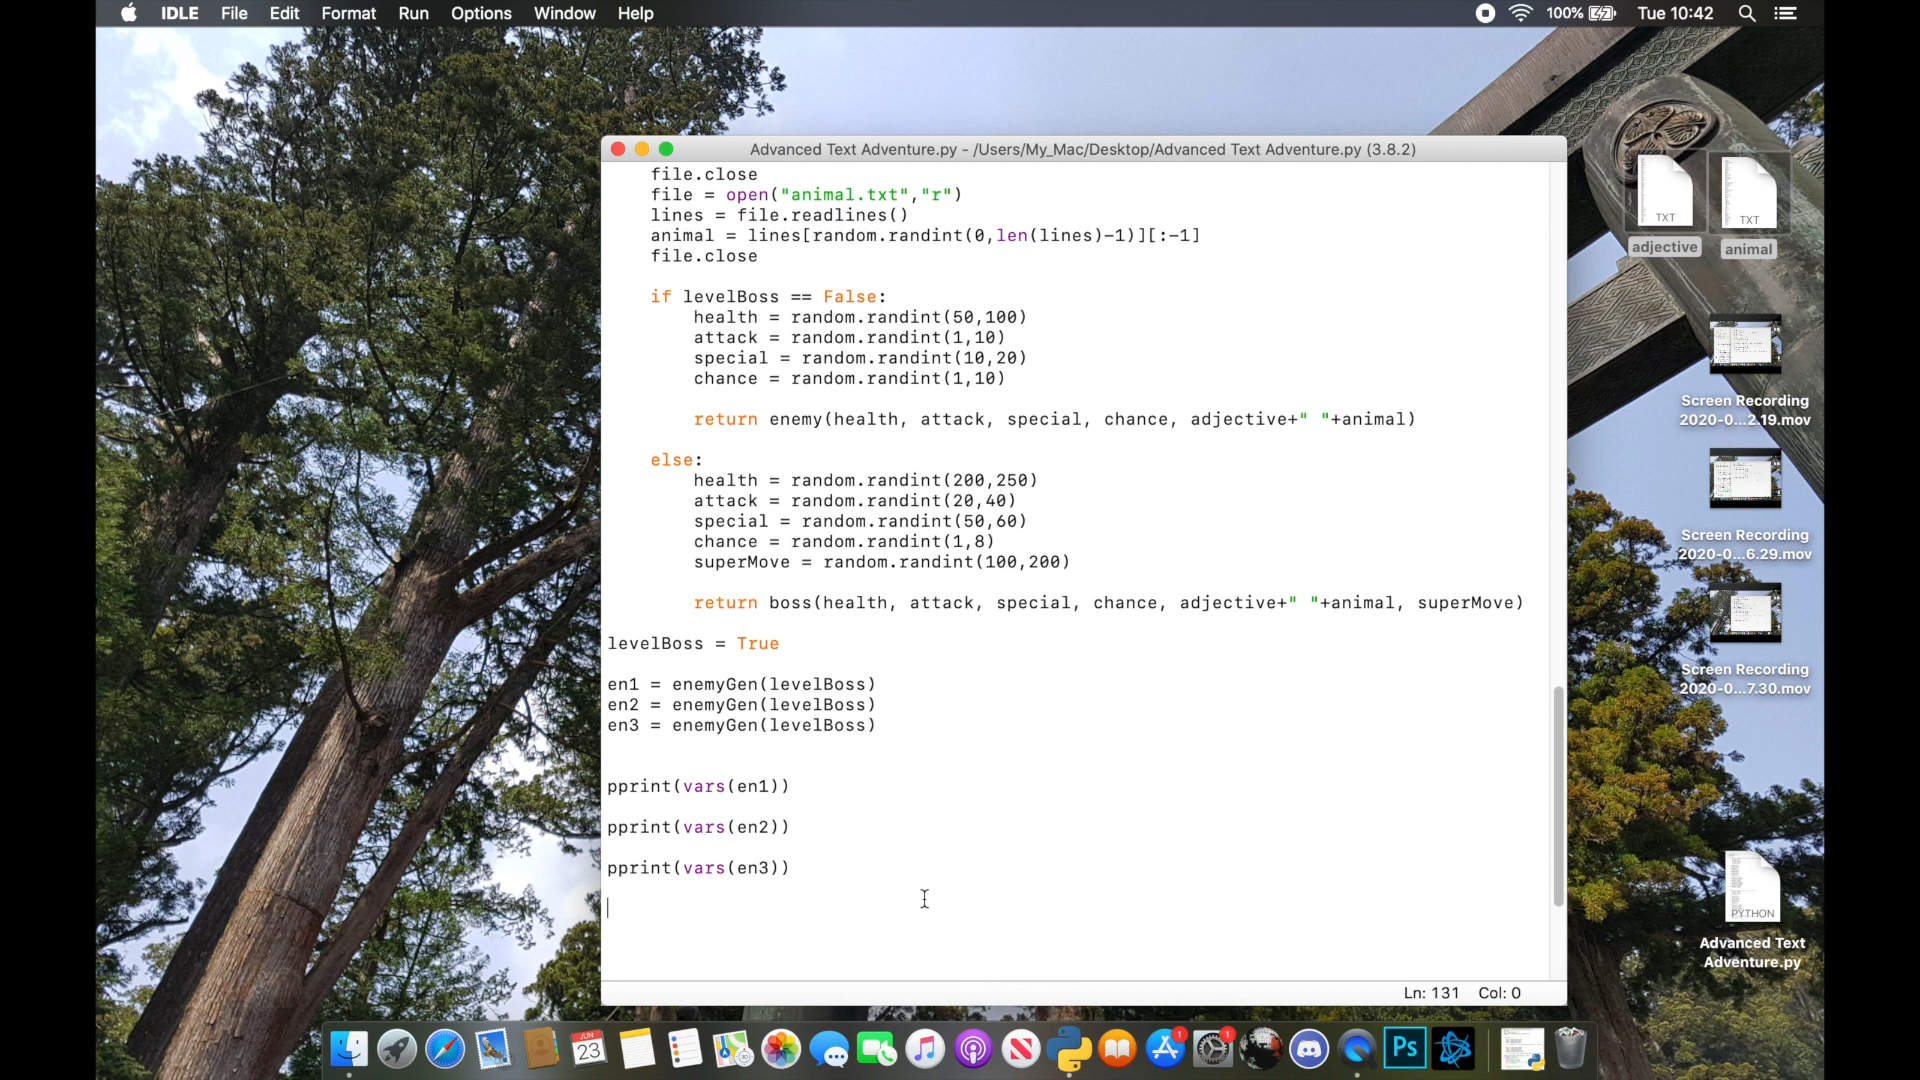 IDLE File Edit Format Run Options Window Help
100% Tue 10:42
Advanced Text Adventure.py - /Users/My_Mac/Desktop/Advanced Text Adventure.py (3.8.2)
file.close
file = open("animal.txt","r")
lines = file.readlines()
animal = lines[random.randint(0,len(lines)-1)][:-1]
file.close
if levelBoss == False:
health = random.randint(50,100)
attack = random.randint(1,10)
special = random.randint(10,20)
chance = random.randint(1,10)
return enemy(health, attack, special, chance, adjective+" "+animal)
else:
health = random.randint(200,250)
attack = random.randint(20,40)
special = random.randint(50,60)
chance = random.randint(1,8)
superMove = random.randint(100,200)
return boss(health, attack, special, chance, adjective+" "+animal, superMove)
levelBoss = True
en1 = enemyGen(levelBoss)
en2 = enemyGen(levelBoss)
en3 = enemyGen(levelBoss)
pprint(vars(en1))
pprint(vars(en2))
pprint(vars(en3))
Ln: 131 Col: 0
TXT TXT
adjective animal
Screen Recording
2020-0...2.19.mov
Screen Recording
2020-0...6.29.mov
Screen Recording
2020-0...7.30.mov
PYTHON
Advanced Text
Adventure.py
JUN
23
1
1
Ps